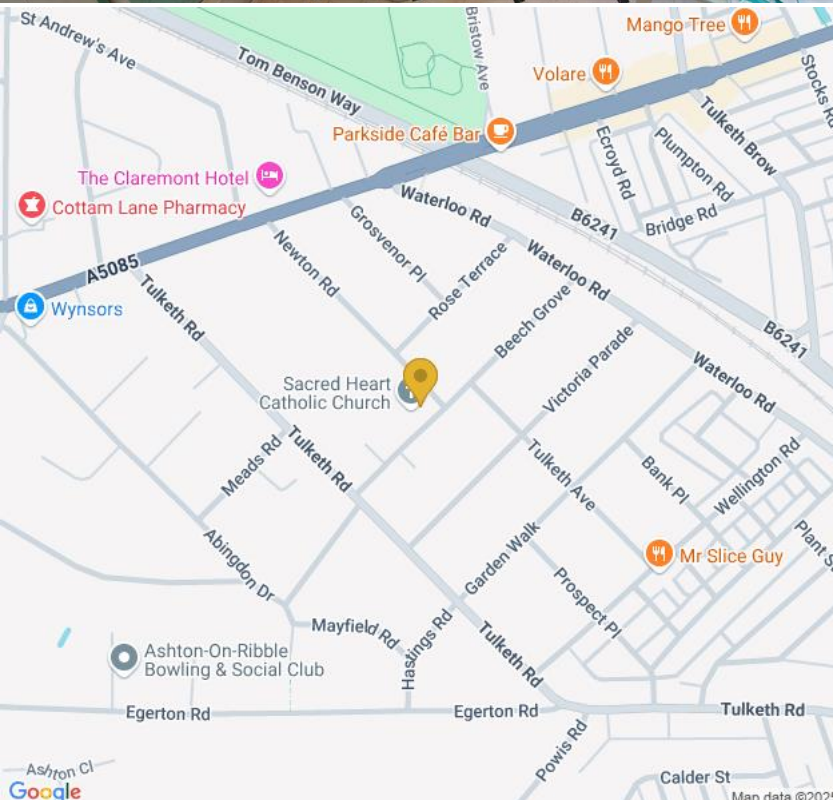 St Andrew's Ave
Tom Benson Way
Bristow Ave
Mango Tree
Volare
Stocks Rd
Parkside Café Bar
Tulketh Brow
Ecroyd Rd
Plumpton Rd
The Claremont Hotel
Cottam Lane Pharmacy
Waterloo Rd
B6241
Bridge Rd
Grosvenor Pl
Newton Rd
Rose Terrace
Waterloo Rd
A5085
Wynsors
Tulketh Rd
Beech Grove
B6241
Victoria Parade
Waterloo Rd
Sacred Heart
Catholic Church
Meads Rd
Tulketh Rd
Tulketh Ave
Bank Pl
Wellington Rd
Mr Slice Guy
Abingdon Dr
Garden Walk
Prospect Pl
Mayfield Rd
Hastings Rd
Tulketh Rd
Ashton-On-Ribble
Bowling & Social Club
Egerton Rd
Egerton Rd
Tulketh Rd
Powis Rd
Ashton Cl
Calder St
Google
Map data ©2025